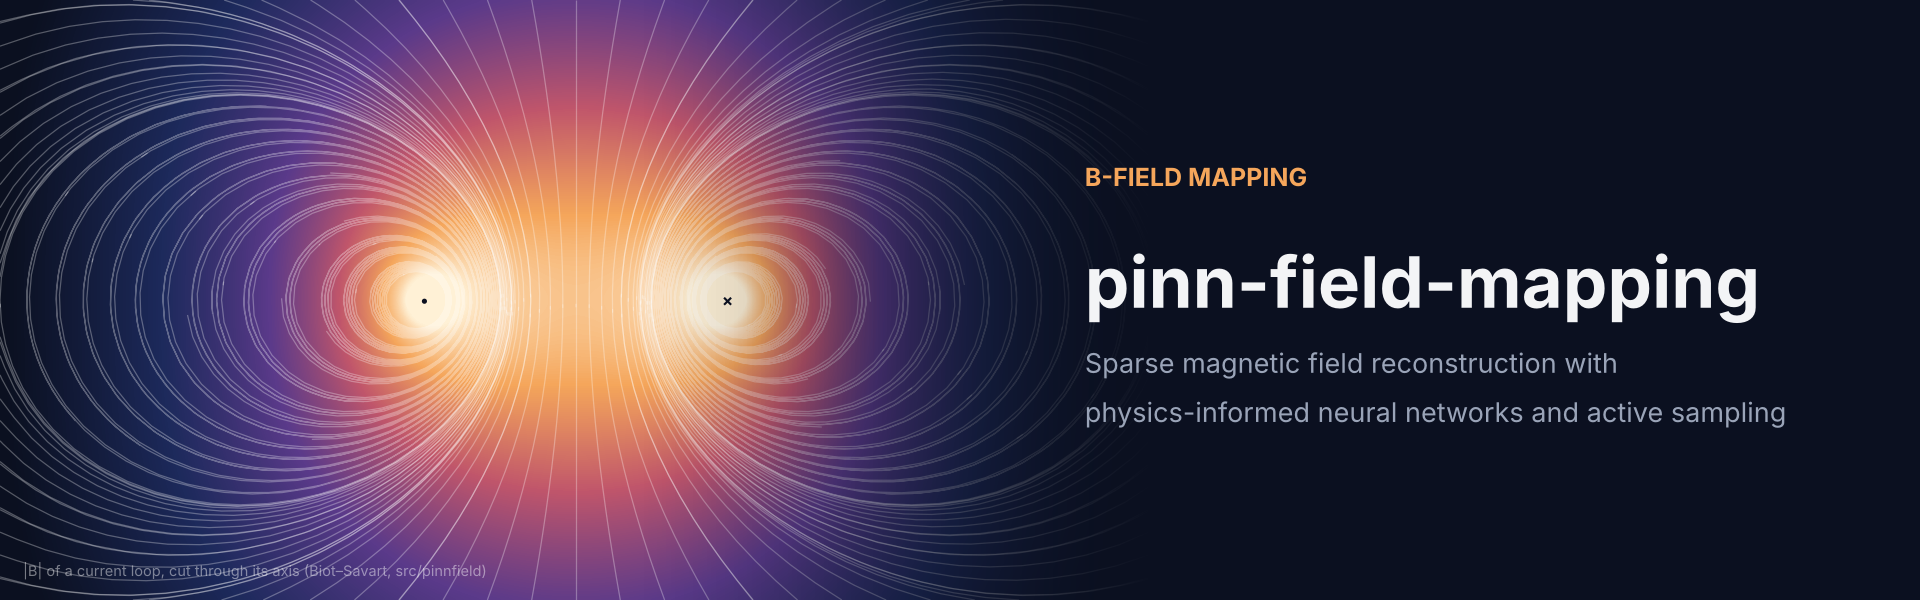 B-FIELD MAPPING
pinn-field-mapping
Sparse magnetic field reconstruction with
physics-informed neural networks and active sampling
|B| of a current loop, cut through its axis (Biot–Savart, src/pinnfield)